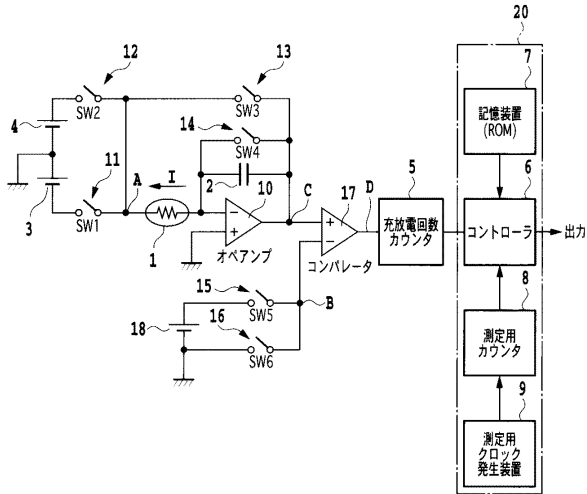 20
12
13
7
SW2
SW3
記憶装置
(ROM)
4
14
SW4
11
A
I
2
10
C
17
D
5
6
3
SW1
1
−
+
オペアンプ
+
−
コンパレータ
充放電回数
カウンタ
コントローラ
出力
15
B
8
18
16
SW5
SW6
測定用
カウンタ
9
測定用
クロック
発生装置